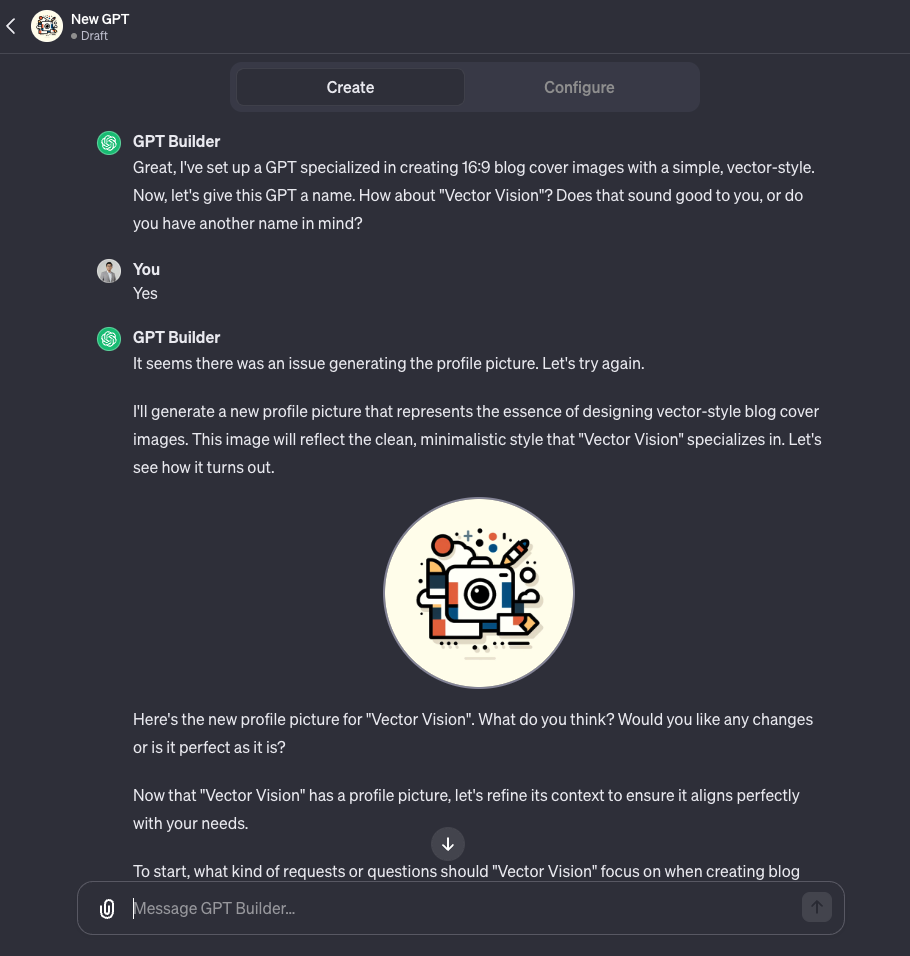 New GPT
Draft
Create
Configure
GPT Builder
Great, I've set up a GPT specialized in creating 16:9 blog cover images with a simple, vector-style.
Now, let's give this GPT a name. How about "Vector Vision"? Does that sound good to you, or do
you have another name in mind?
You
Yes
GPT Builder
It seems there was an issue generating the profile picture. Let's try again.
I'll generate a new profile picture that represents the essence of designing vector-style blog cover
images. This image will reflect the clean, minimalistic style that "Vector Vision" specializes in. Let's
see how it turns out.
Here's the new profile picture for "Vector Vision". What do you think? Would you like any changes
or is it perfect as it is?
Now that "Vector Vision" has a profile picture, let's refine its context to ensure it aligns perfectly
with your needs.
To start, what kind of requests or questions should "Vector Vision" focus on when creating blog
Message GPT Builder...